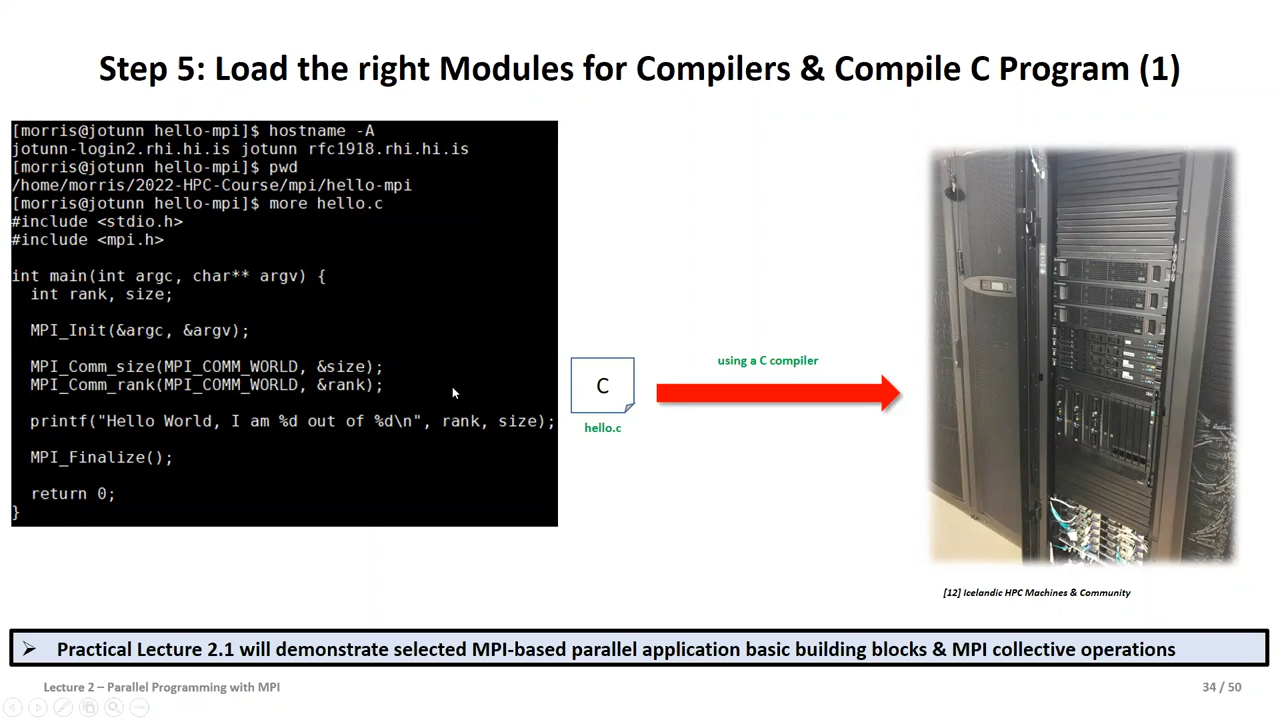 Step 5: Load the right Modules for Compilers & Compile C Program (1)
[morris@jotunn hello-mpi]$ hostname -A
jotunn-login2.rhi.hi.is jotunn rfc1918.rhi.hi.is
[morris@jotunn hello-mpi]$ pwd
/home/morris/2022-HPC-Course/mpi/hello-mpi
[morris@jotunn hello-mpi]$ more hello.c
#include <stdio.h>
#include <mpi.h>
int main(int argc, char** argv) {
int rank, size;
MPI_Init(&argc, &argv);
MPI_Comm_size(MPI_COMM_WORLD, &size);
MPI_Comm_rank(MPI_COMM_WORLD, &rank);
printf("Hello World, I am %d out of %d\n", rank, size);
MPI_Finalize();
return 0;
}
C
hello.c
using a C compiler
[12] Icelandic HPC Machines & Community
➢ Practical Lecture 2.1 will demonstrate selected MPI-based parallel application basic building blocks & MPI collective operations
Lecture 2 – Parallel Programming with MPI
34 / 50